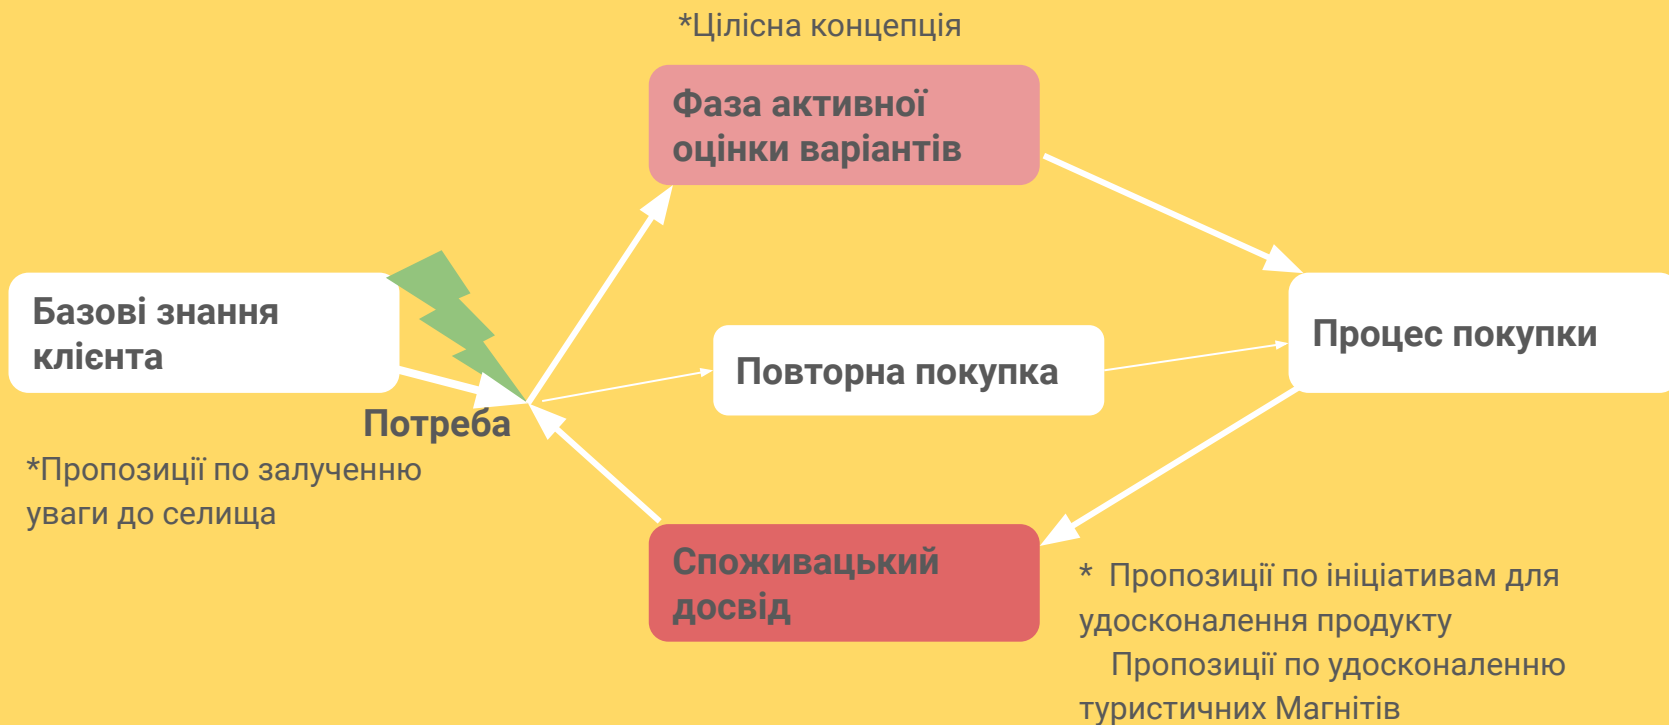 *Цілісна концепція
Фаза активної
оцінки варіантів
Базові знання
клієнта
Процес покупки
Повторна покупка
Потреба
*Пропозиції по залученню
уваги до селища
Споживацький
досвід
* Пропозиції по ініціативам для
удосконалення продукту
Пропозиції по удосконаленню
туристичних Магнітів